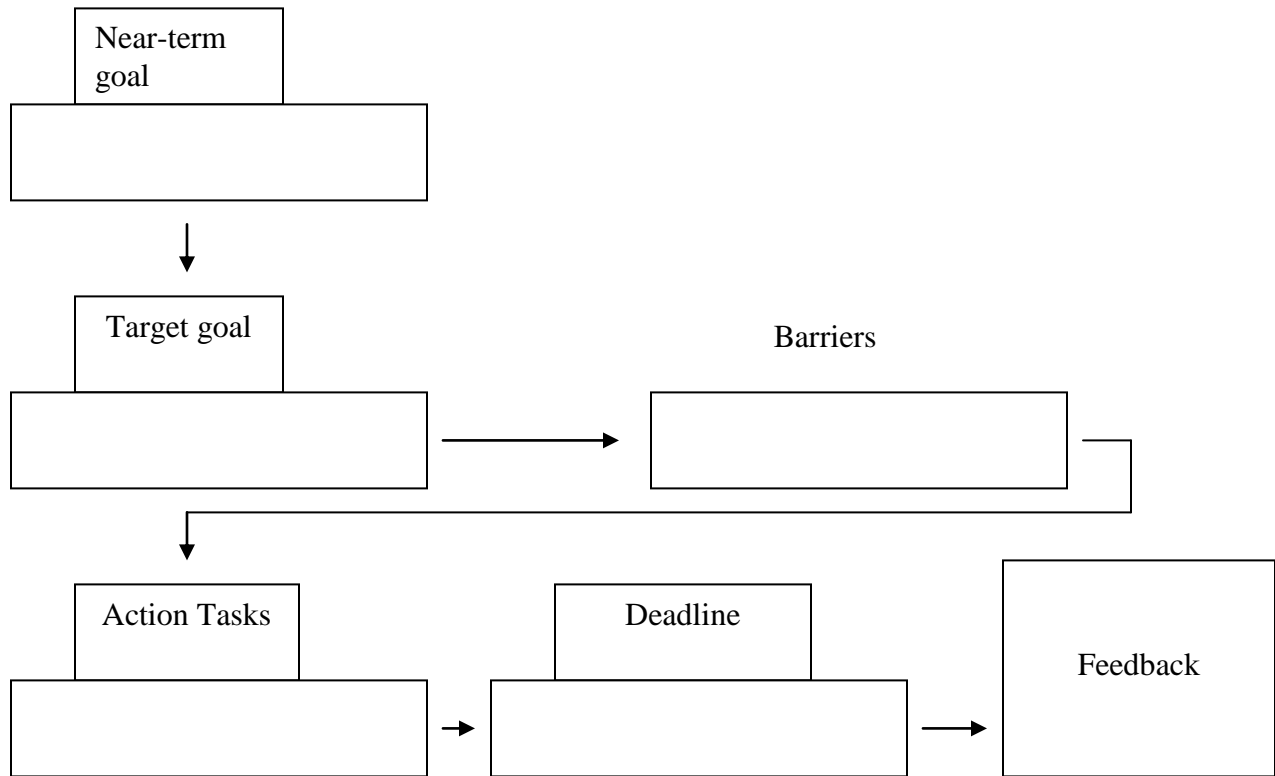 Near-term
goal
Target goal
Barriers
Action Tasks
Deadline
Feedback